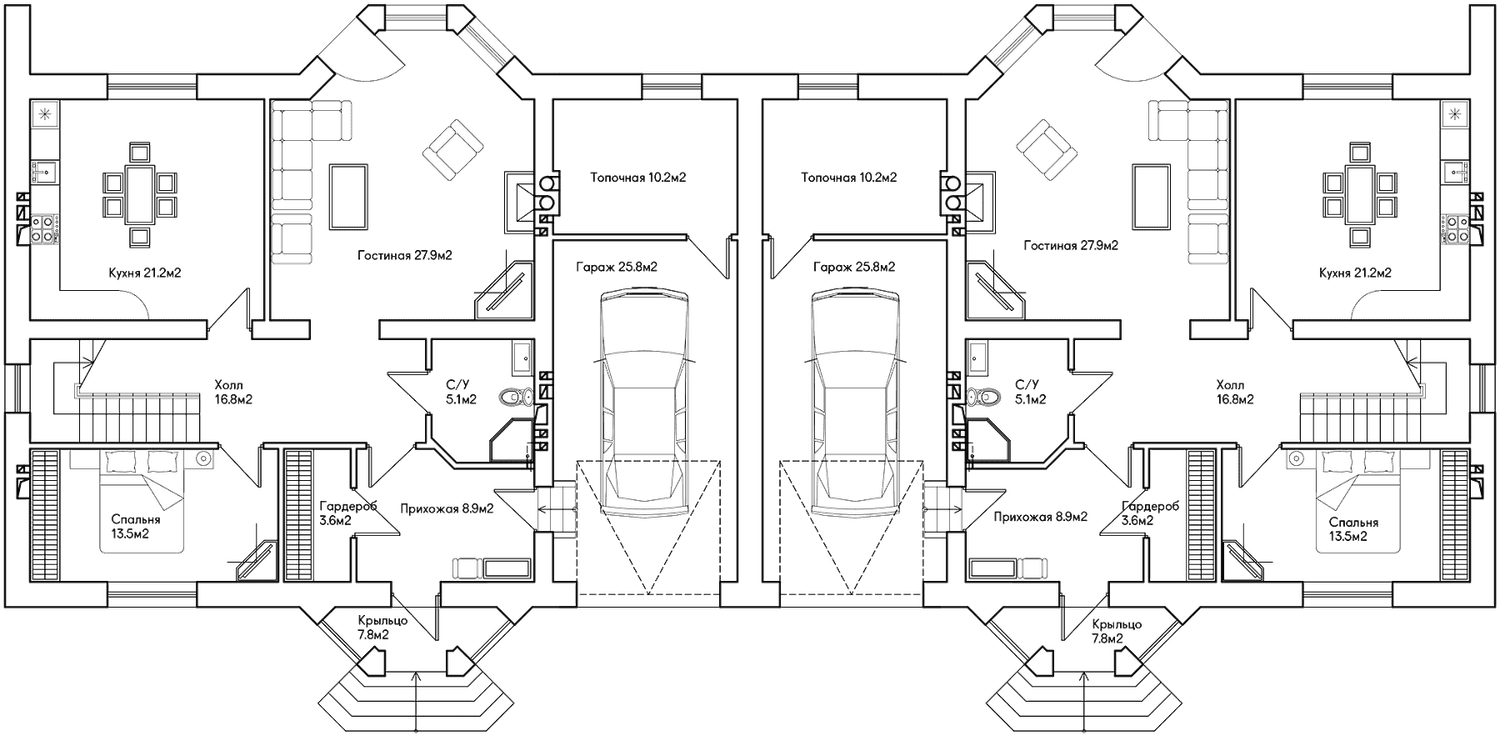 Топочная 10.2м2
Топочная 10.2м2
Гостиная 27.9м2
Гостиная 27.9м2
Кухня 21.2м2
Гараж 25.8м2
Гараж 25.8м2
Кухня 21.2м2
Холл
16.8м2
С/У
5.1м2
С/У
5.1м2
Холл
16.8м2
Спальня
13.5м2
Гардероб
3.6м2
Прихожая 8.9м2
Прихожая 8.9м2
Гардероб
3.6м2
Спальня
13.5м2
Крыльцо
7.8м2
Крыльцо
7.8м2